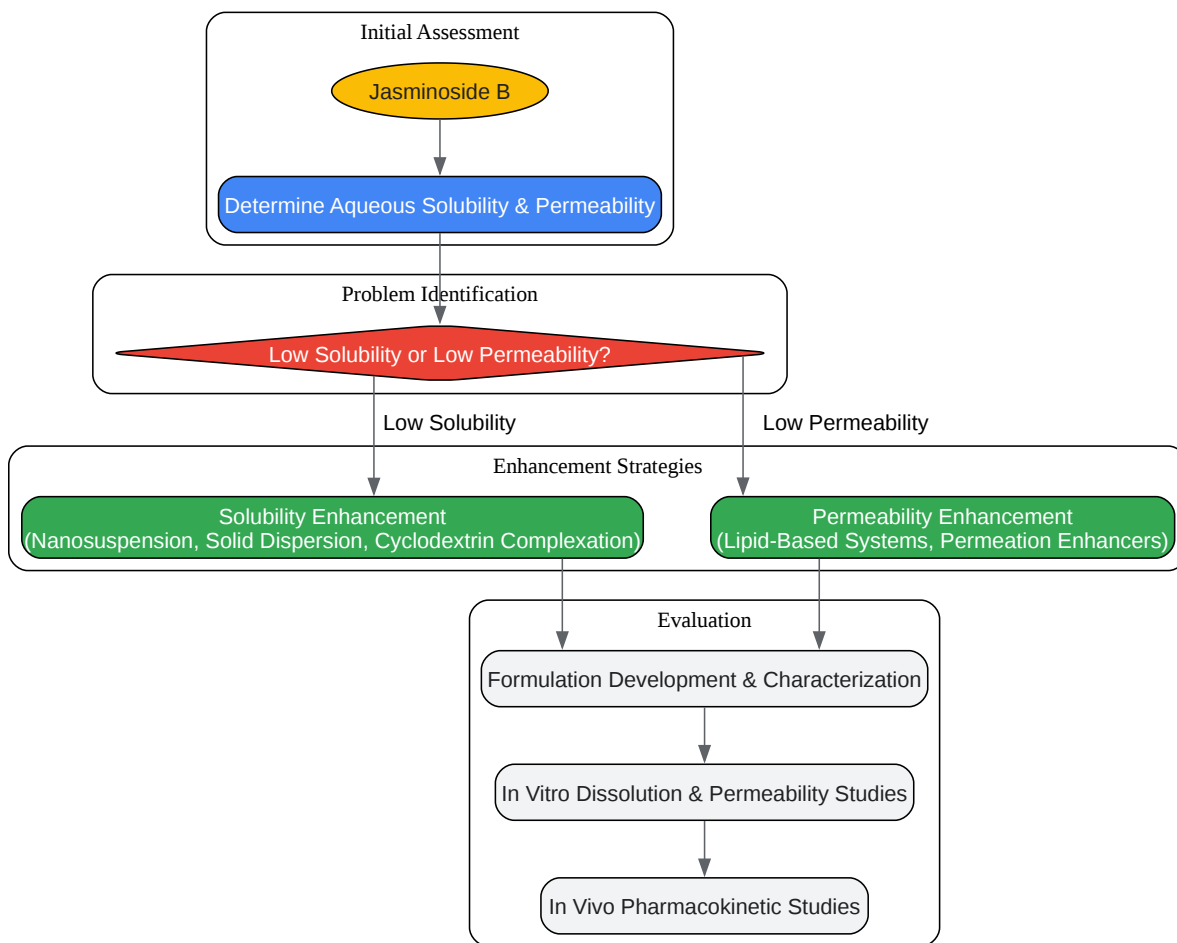 Initial Assessment
Jasminoside B
Determine Aqueous Solubility & Permeability
Problem Identification
Low Solubility or Low Permeability?
Low Solubility
Low Permeability
Enhancement Strategies
Solubility Enhancement
(Nanosuspension, Solid Dispersion, Cyclodextrin Complexation)
Permeability Enhancement
(Lipid-Based Systems, Permeation Enhancers)
Evaluation
Formulation Development & Characterization
In Vitro Dissolution & Permeability Studies
In Vivo Pharmacokinetic Studies